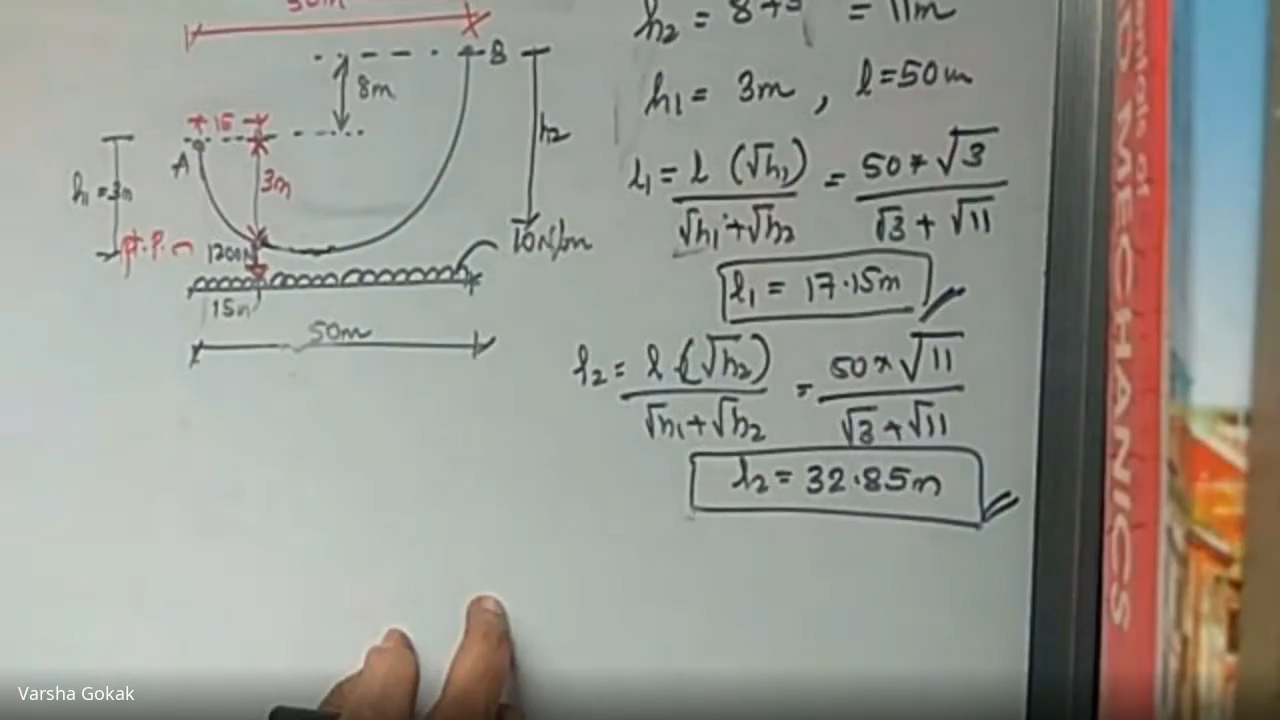 50m
h₂ = 8+3 = 11m
B
8m
h₂
h₁ = 3m , l = 50m
15
A
3m
h₁ = 3m
l₁ = l (√h₁) / √h₁ + √h₂ = 50 * √3 / √3 + √11
pt.P.
1200N
10N/m
15m
l₁ = 17.15m
50m
l₂ = l (√h₂) / √h₁ + √h₂ = 50 * √11 / √3 + √11
l₂ = 32.85m
MECHANICS
Varsha Gokak